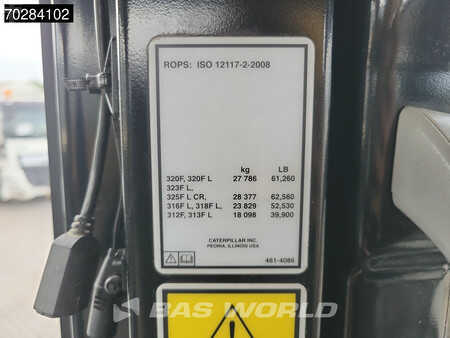 70284102
ROPS: ISO 12117-2-2008
kg LB
320F, 320F L 27 786 61,260
323F L,
325F L CR, 28 377 62,560
316F L, 318F L, 23 829 52,530
312F, 313F L 18 098 39,900
CATERPILLAR INC.
PEORIA, ILLINOIS USA
461-4086
BAS WORLD